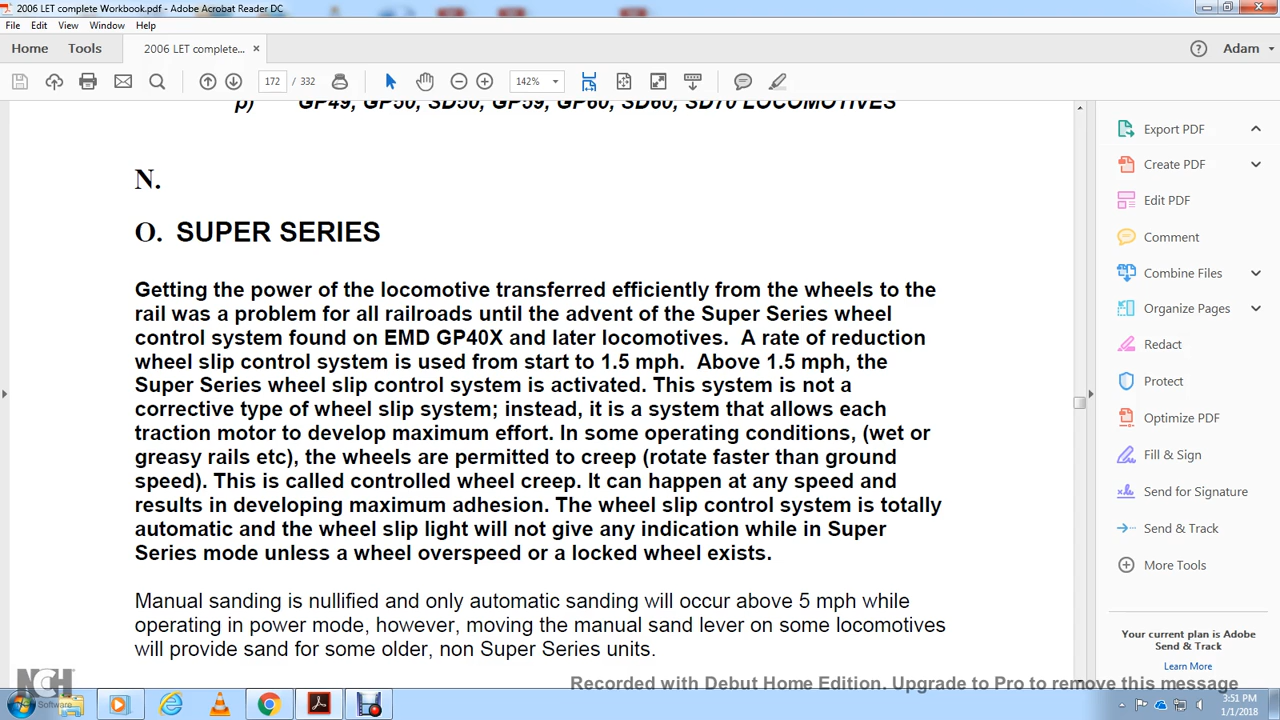 2006 LET complete Workbook.pdf - Adobe Acrobat Reader DC
File Edit View Window Help
Home Tools 2006 LET complete... × Adam
172 / 332 142%
p) GP49, GP50, SD50, GP59, GP60, SD60, SD70 LOCOMOTIVES
N.
O. SUPER SERIES
Getting the power of the locomotive transferred efficiently from the wheels to the
rail was a problem for all railroads until the advent of the Super Series wheel
control system found on EMD GP40X and later locomotives. A rate of reduction
wheel slip control system is used from start to 1.5 mph. Above 1.5 mph, the
Super Series wheel slip control system is activated. This system is not a
corrective type of wheel slip system; instead, it is a system that allows each
traction motor to develop maximum effort. In some operating conditions, (wet or
greasy rails etc), the wheels are permitted to creep (rotate faster than ground
speed). This is called controlled wheel creep. It can happen at any speed and
results in developing maximum adhesion. The wheel slip control system is totally
automatic and the wheel slip light will not give any indication while in Super
Series mode unless a wheel overspeed or a locked wheel exists.
Manual sanding is nullified and only automatic sanding will occur above 5 mph while
operating in power mode, however, moving the manual sand lever on some locomotives
will provide sand for some older, non Super Series units.
Export PDF
Create PDF
Edit PDF
Comment
Combine Files
Organize Pages
Redact
Protect
Optimize PDF
Fill & Sign
Send for Signature
Send & Track
More Tools
Your current plan is Adobe
Send & Track
Learn More
NCH Software
Recorded with Debut Home Edition. Upgrade to Pro to remove this message
3:51 PM
1/1/2018